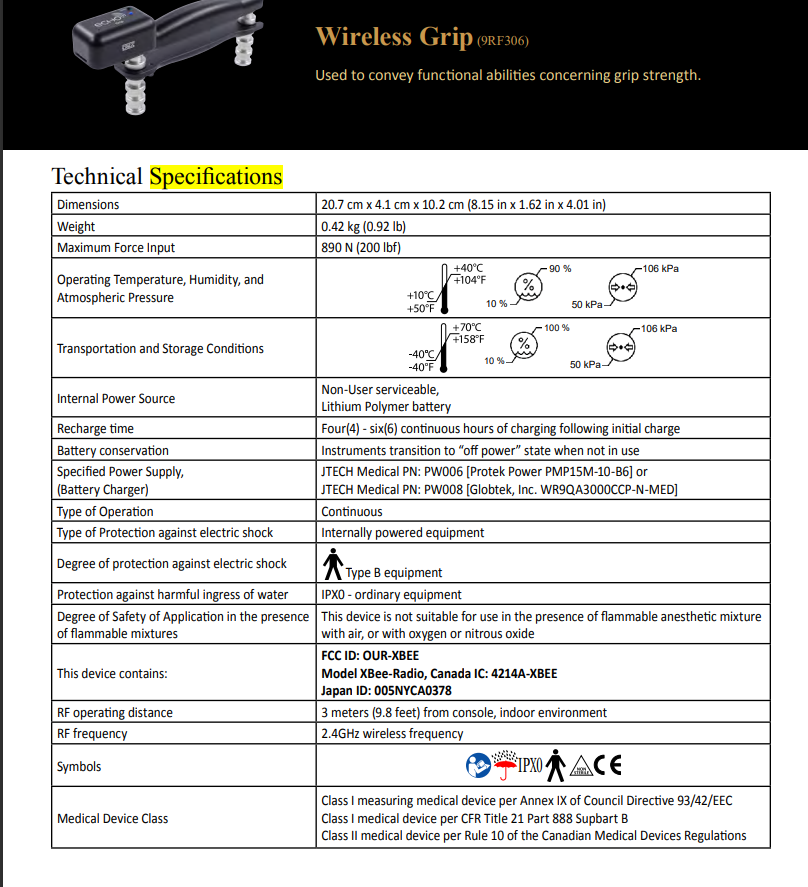 ECHO
Wireless Grip (9RF306)
Used to convey functional abilities concerning grip strength.
Technical Specifications
Dimensions
20.7 cm x 4.1 cm x 10.2 cm (8.15 in x 1.62 in x 4.01 in)
Weight
0.42 kg (0.92 lb)
Maximum Force Input
890 N (200 lbf)
Operating Temperature, Humidity, and
Atmospheric Pressure
+40°C
+104°F
+10°C
+50°F
90 %
%
10 %
106 kPa
50 kPa
Transportation and Storage Conditions
+70°C
+158°F
-40°C
-40°F
100 %
%
10 %
106 kPa
50 kPa
Internal Power Source
Non-User serviceable,
Lithium Polymer battery
Recharge time
Four(4) - six(6) continuous hours of charging following initial charge
Battery conservation
Instruments transition to “off power” state when not in use
Specified Power Supply,
(Battery Charger)
JTECH Medical PN: PW006 [Protek Power PMP15M-10-B6] or
JTECH Medical PN: PW008 [Globtek, Inc. WR9QA3000CCP-N-MED]
Type of Operation
Continuous
Type of Protection against electric shock
Internally powered equipment
Degree of protection against electric shock
Type B equipment
Protection against harmful ingress of water
IPX0 - ordinary equipment
Degree of Safety of Application in the presence
of flammable mixtures
This device is not suitable for use in the presence of flammable anesthetic mixture
with air, or with oxygen or nitrous oxide
This device contains:
FCC ID: OUR-XBEE
Model XBee-Radio, Canada IC: 4214A-XBEE
Japan ID: 005NYCA0378
RF operating distance
3 meters (9.8 feet) from console, indoor environment
RF frequency
2.4GHz wireless frequency
Symbols
IPX0
NON
STERILE
CE
Medical Device Class
Class I measuring medical device per Annex IX of Council Directive 93/42/EEC
Class I medical device per CFR Title 21 Part 888 Supbart B
Class II medical device per Rule 10 of the Canadian Medical Devices Regulations